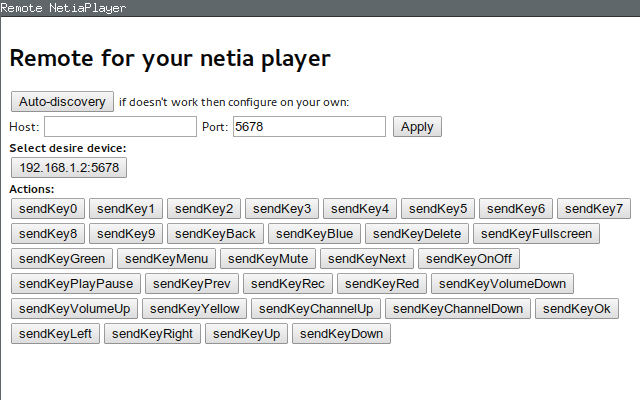 Remote NetiaPlayer
Remote for your netia player
Auto-discovery if doesn't work then configure on your own:
Host: Port: 5678 Apply
Select desire device:
192.168.1.2:5678
Actions:
sendKey0 sendKey1 sendKey2 sendKey3 sendKey4 sendKey5 sendKey6 sendKey7
sendKey8 sendKey9 sendKeyBack sendKeyBlue sendKeyDelete sendKeyFullscreen
sendKeyGreen sendKeyMenu sendKeyMute sendKeyNext sendKeyOnOff
sendKeyPlayPause sendKeyPrev sendKeyRec sendKeyRed sendKeyVolumeDown
sendKeyVolumeUp sendKeyYellow sendKeyChannelUp sendKeyChannelDown sendKeyOk
sendKeyLeft sendKeyRight sendKeyUp sendKeyDown